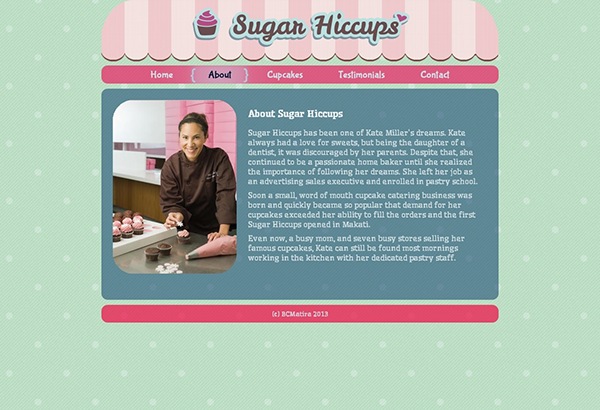 Sugar Hiccups
Home About Cupcakes Testimonials Contact
About Sugar Hiccups
Sugar Hiccups has been one of Kate Miller's dreams. Kate
always had a love for sweets, but being the daughter of a
dentist, it was discouraged by her parents. Despite that, she
continued to be a passionate home baker until she realized
the importance of following her dreams. She left her job as
an advertising sales executive and enrolled in pastry school.
Soon a small, word of mouth cupcake catering business was
born and quickly became so popular that demand for her
cupcakes exceeded her ability to fill the orders and the first
Sugar Hiccups opened in Makati.
Even now, a busy mom, and seven busy stores selling her
famous cupcakes, Kate can still be found most mornings
working in the kitchen with her dedicated pastry staff.
(c) BCMatira 2013